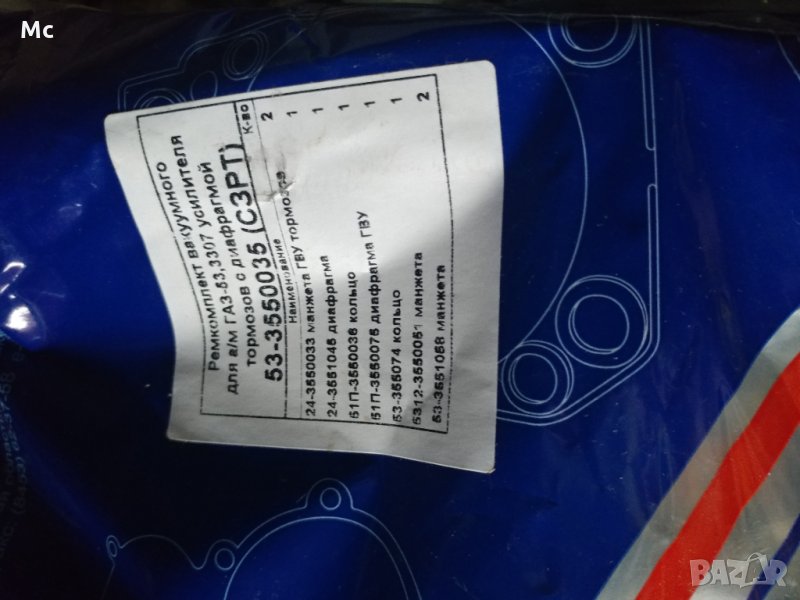 Mc
Ремкомплект вакуумного
для а/м ГАЗ-53,3307 усилителя
тормозов с диафрагмой
53-3550035 (СЗРТ)
Наименование К-во
24-3550033 манжета ГВУ тормозов 2
24-3551045 диафрагма 1
51П-3550036 кольцо 1
51П-3550075 диафрагма ГВУ 1
53-355074 кольцо 1
5312-3550051 манжета 1
53-3551058 манжета 2
BAZAR